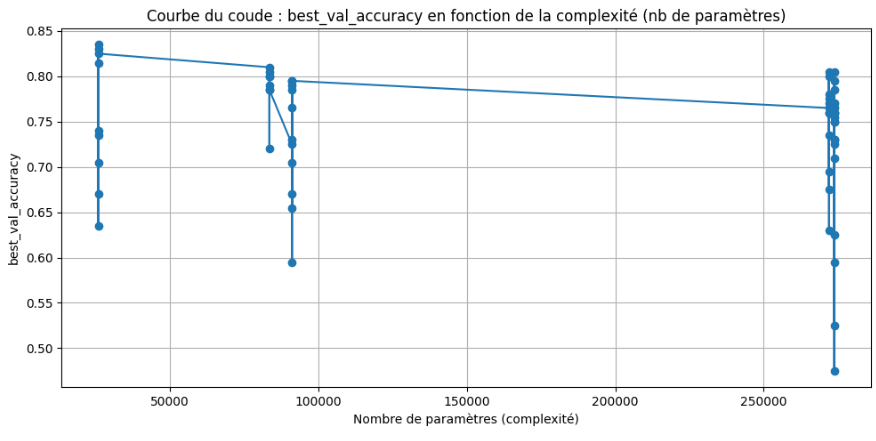 Courbe du coude : best_val_accuracy en fonction de la complexité (nb de paramètres)
0.85
0.80
0.75
0.70
0.65
0.60
0.55
0.50
best_val_accuracy
50000 100000 150000 200000 250000
Nombre de paramètres (complexité)